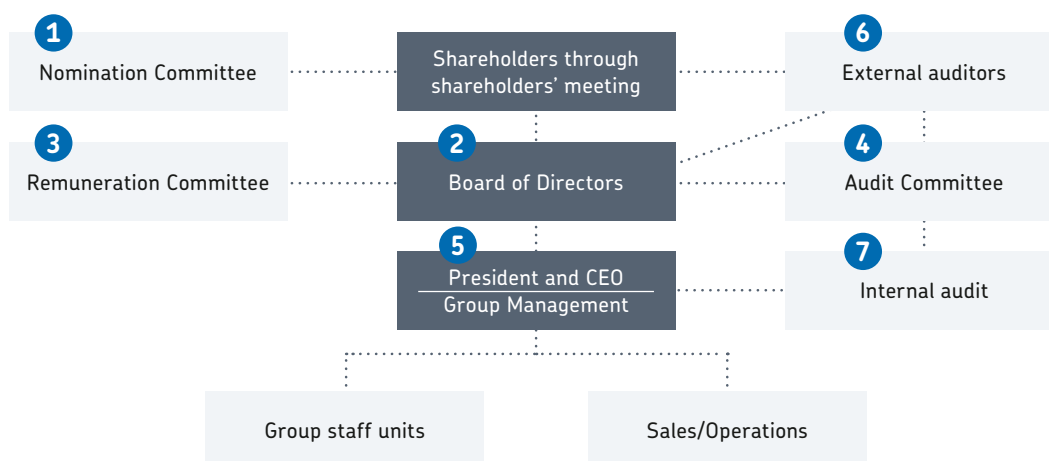 1
Nomination Committee
Shareholders through
shareholders’ meeting
6
External auditors
3
Remuneration Committee
2
Board of Directors
4
Audit Committee
5
President and CEO
Group Management
7
Internal audit
Group staff units
Sales/Operations